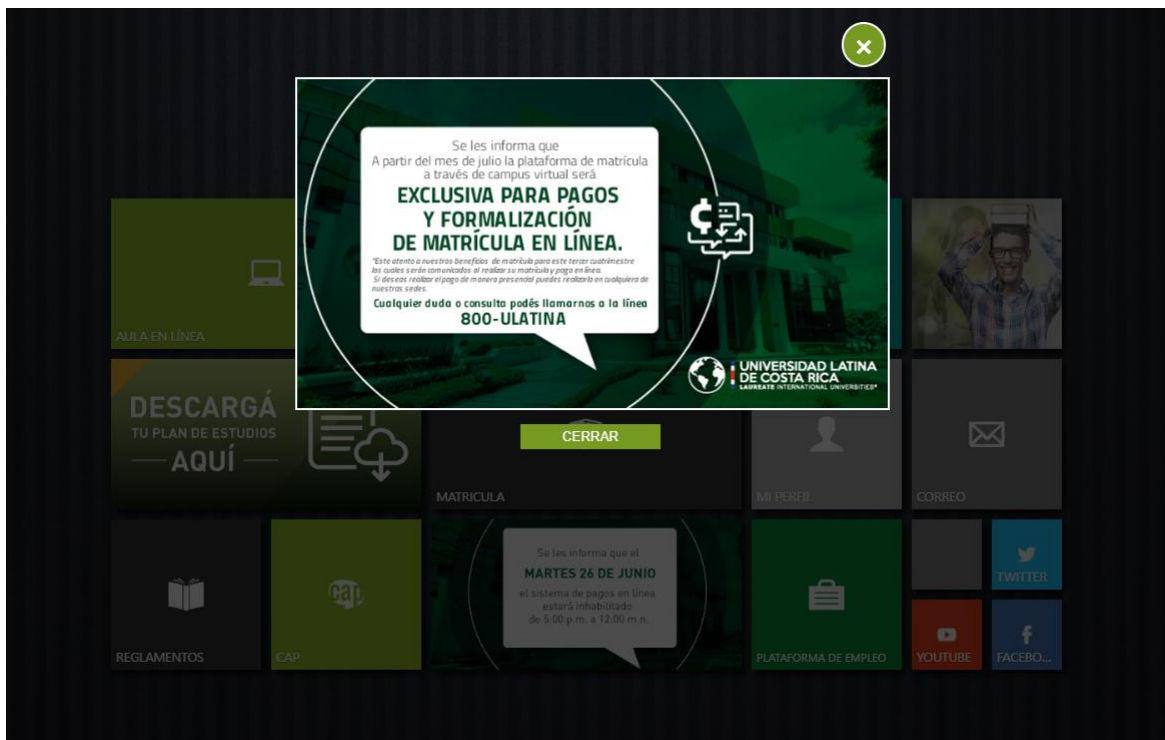 Se les informa que
A partir del mes de julio la plataforma de matrícula
a través de campus virtual será
EXCLUSIVA PARA PAGOS
Y FORMALIZACIÓN
DE MATRÍCULA EN LÍNEA.
*Este atento a nuestros beneficios de matrícula para este tercer cuatrimestre
los cuales serán comunicados al realizar su matrícula y pago en línea.
Si deseas realizar el pago de manera presencial puedes realizarlo en cualquiera de
nuestras sedes.
Cualquier duda o consulta podés llamarnos a la línea
800-ULATINA
UNIVERSIDAD LATINA
DE COSTA RICA
LAUREATE INTERNATIONAL UNIVERSITIES®
CERRAR
AULA EN LÍNEA
DESCARGÁ
TU PLAN DE ESTUDIOS
AQUÍ
MATRICULA
MI PERFIL
CORREO
REGLAMENTOS
cap
CAP
Se les informa que el
MARTES 26 DE JUNIO
el sistema de pagos en línea
estará inhabilitado
de 5:00 p.m. a 12:00 m.n.
PLATAFORMA DE EMPLEO
TWITTER
YOUTUBE
FACEBO...